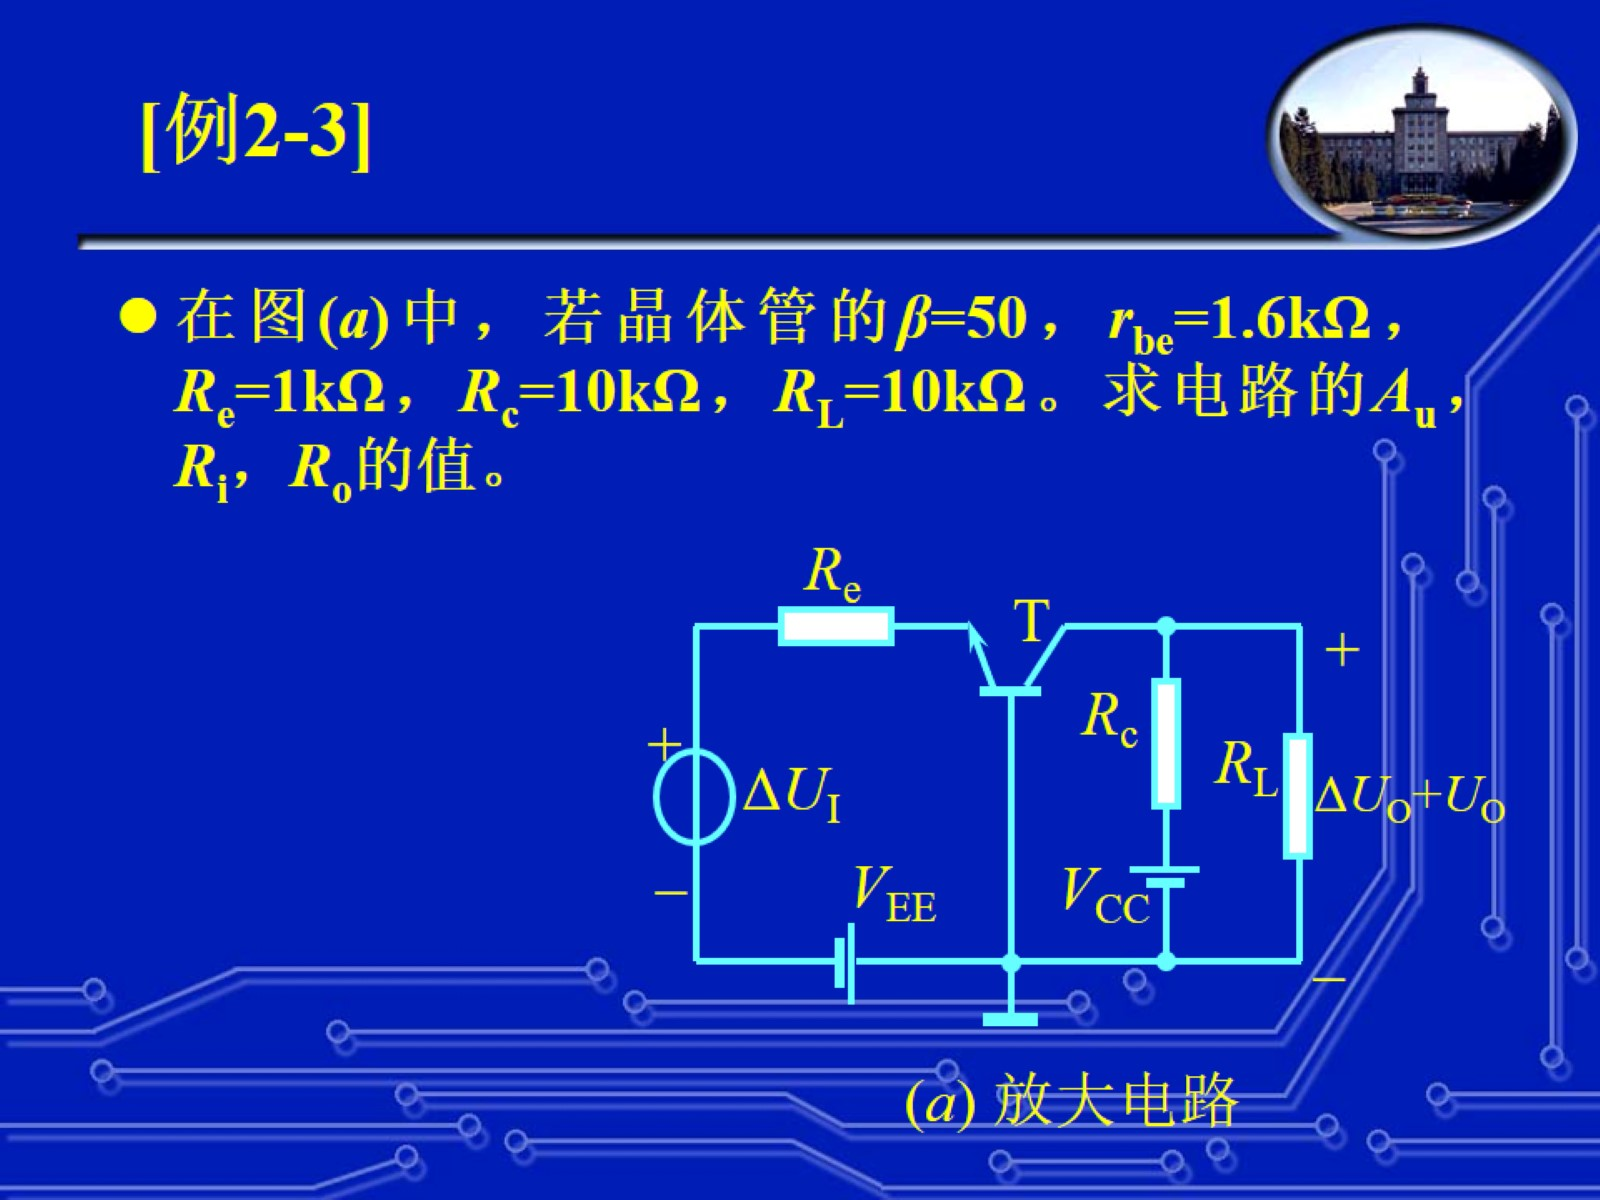 [例2-3]
在图(a)中，若晶体管的β=50，rbe=1.6kΩ，
Re=1kΩ，Rc=10kΩ，RL=10kΩ。求电路的Au，
Ri，Ro的值。
Re
T
Rc
RL
+
+
ΔUI
ΔUO+UO
−
VEE
VCC
−
(a) 放大电路